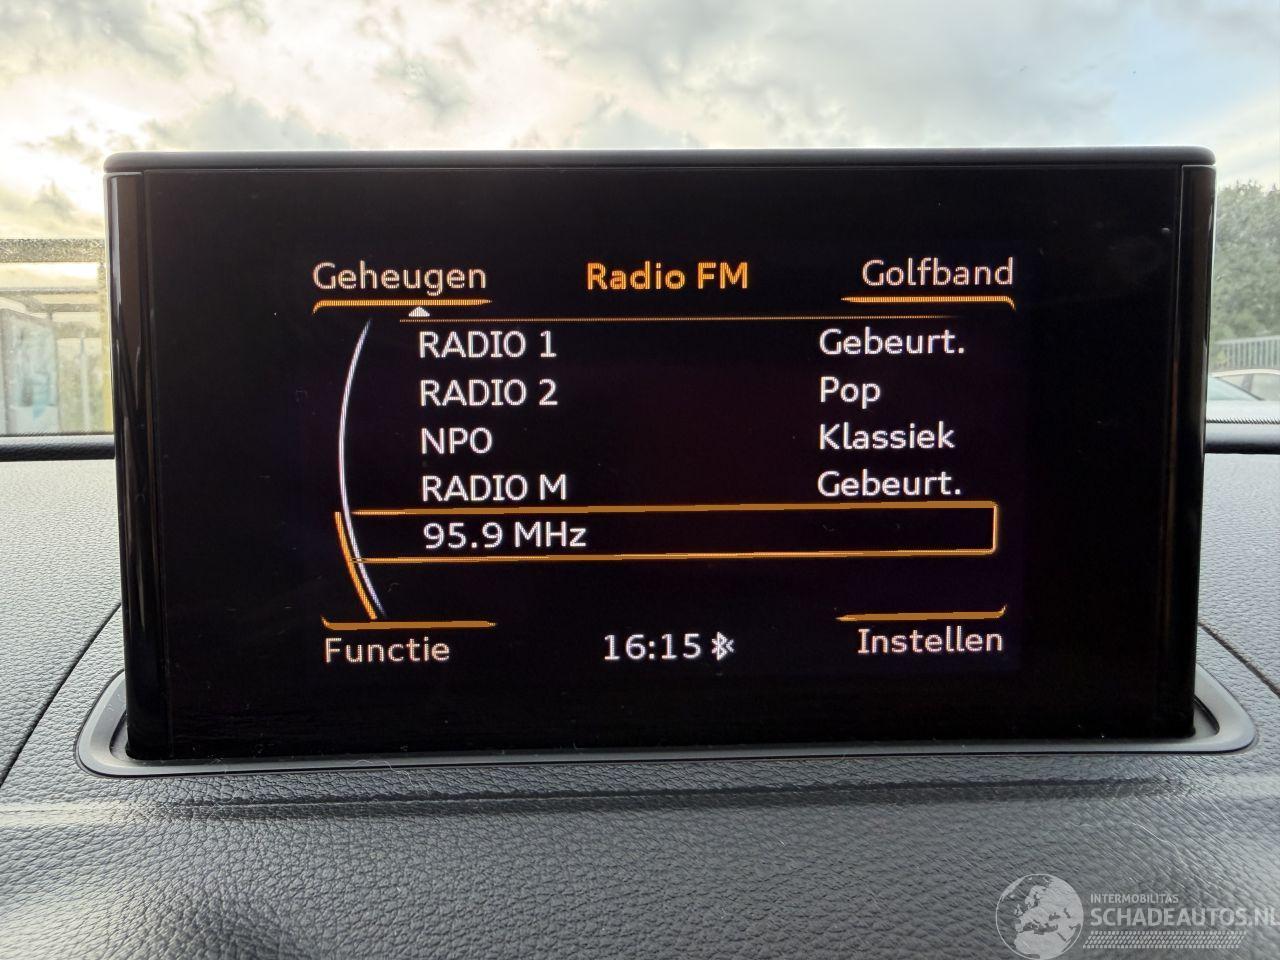 Geheugen Radio FM Golfband
RADIO 1 Gebeurt.
RADIO 2 Pop
NPO Klassiek
RADIO M Gebeurt.
95.9 MHz
Functie 16:15 Instellen
INTERMOBILITAS
SCHADEAUTOS.NL